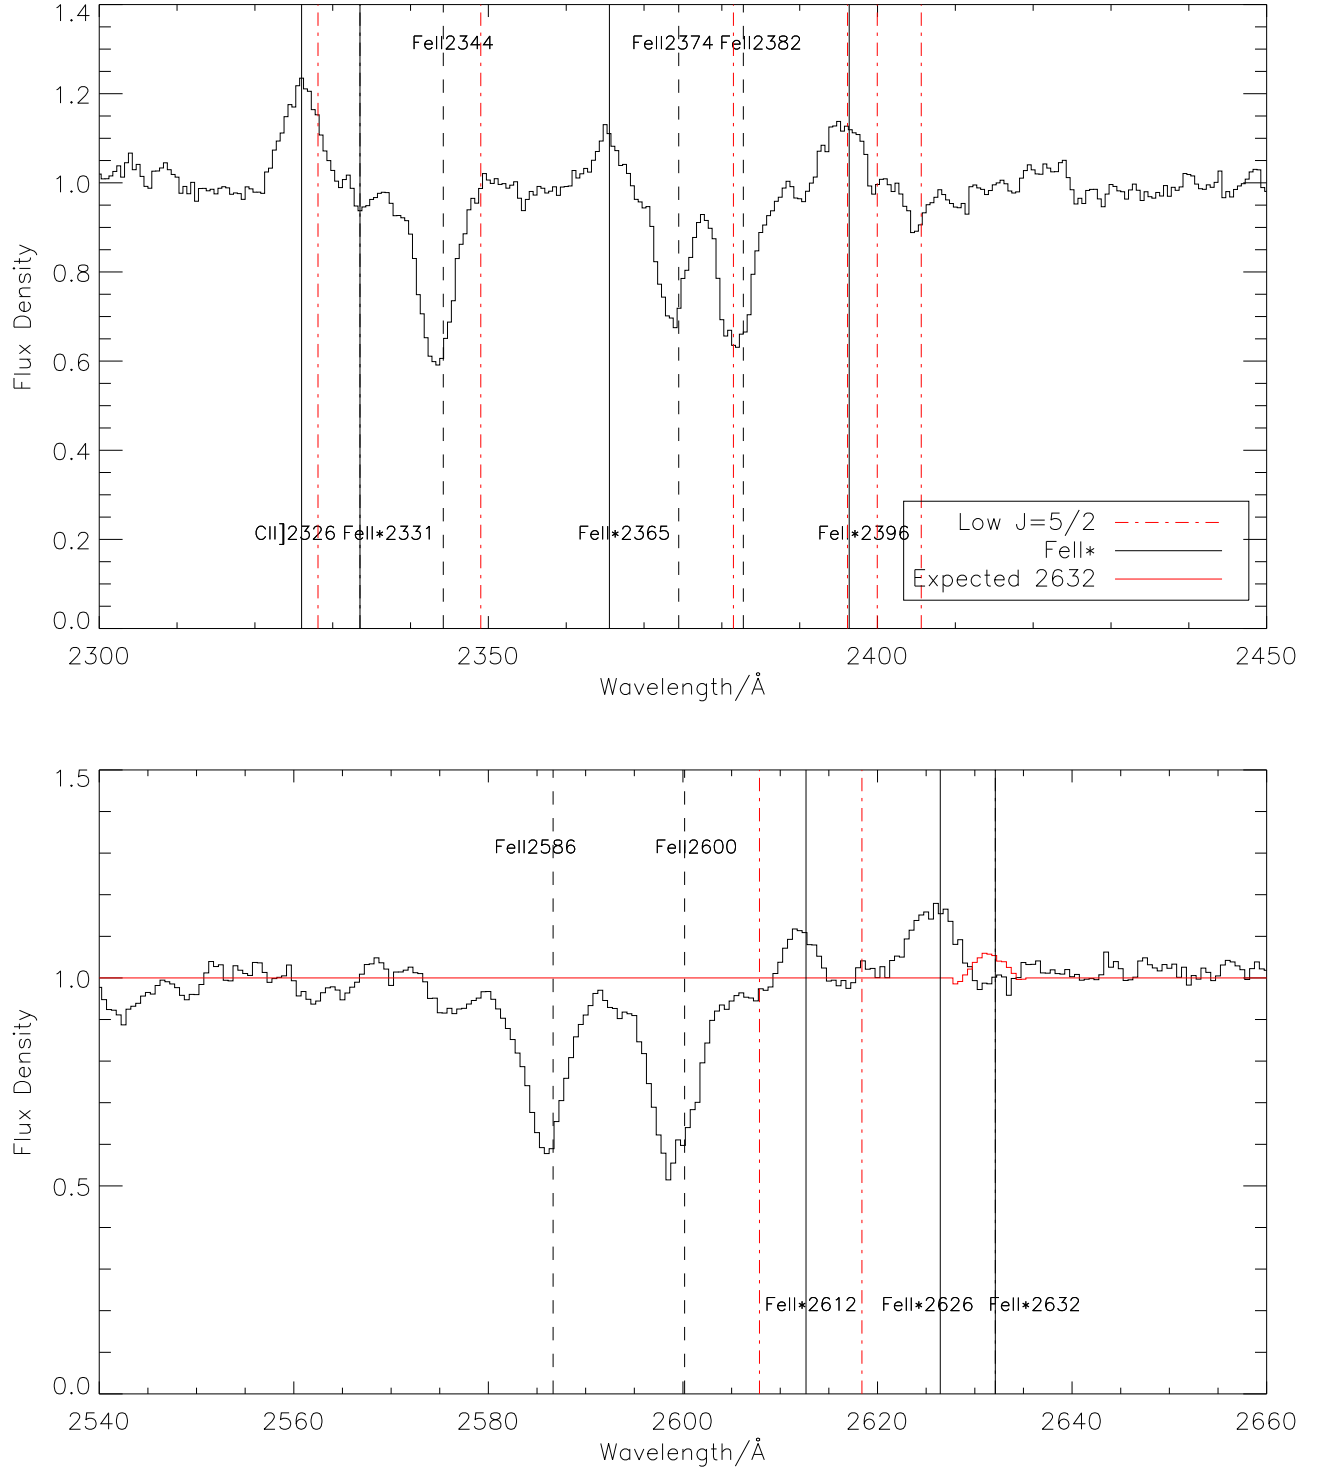 1.4
FeII2344
FeII2374
FeII2382
1.2
1.0
0.8
0.6
0.4
0.2
0.0
Flux Density
CII]2326
FeII*2331
FeII*2365
FeII*2396
Low J=5/2
FeII*
Expected 2632
2300
2350
2400
2450
Wavelength/Å
1.5
FeII2586
FeII2600
1.0
0.5
0.0
Flux Density
FeII*2612
FeII*2626
FeII*2632
2540
2560
2580
2600
2620
2640
2660
Wavelength/Å